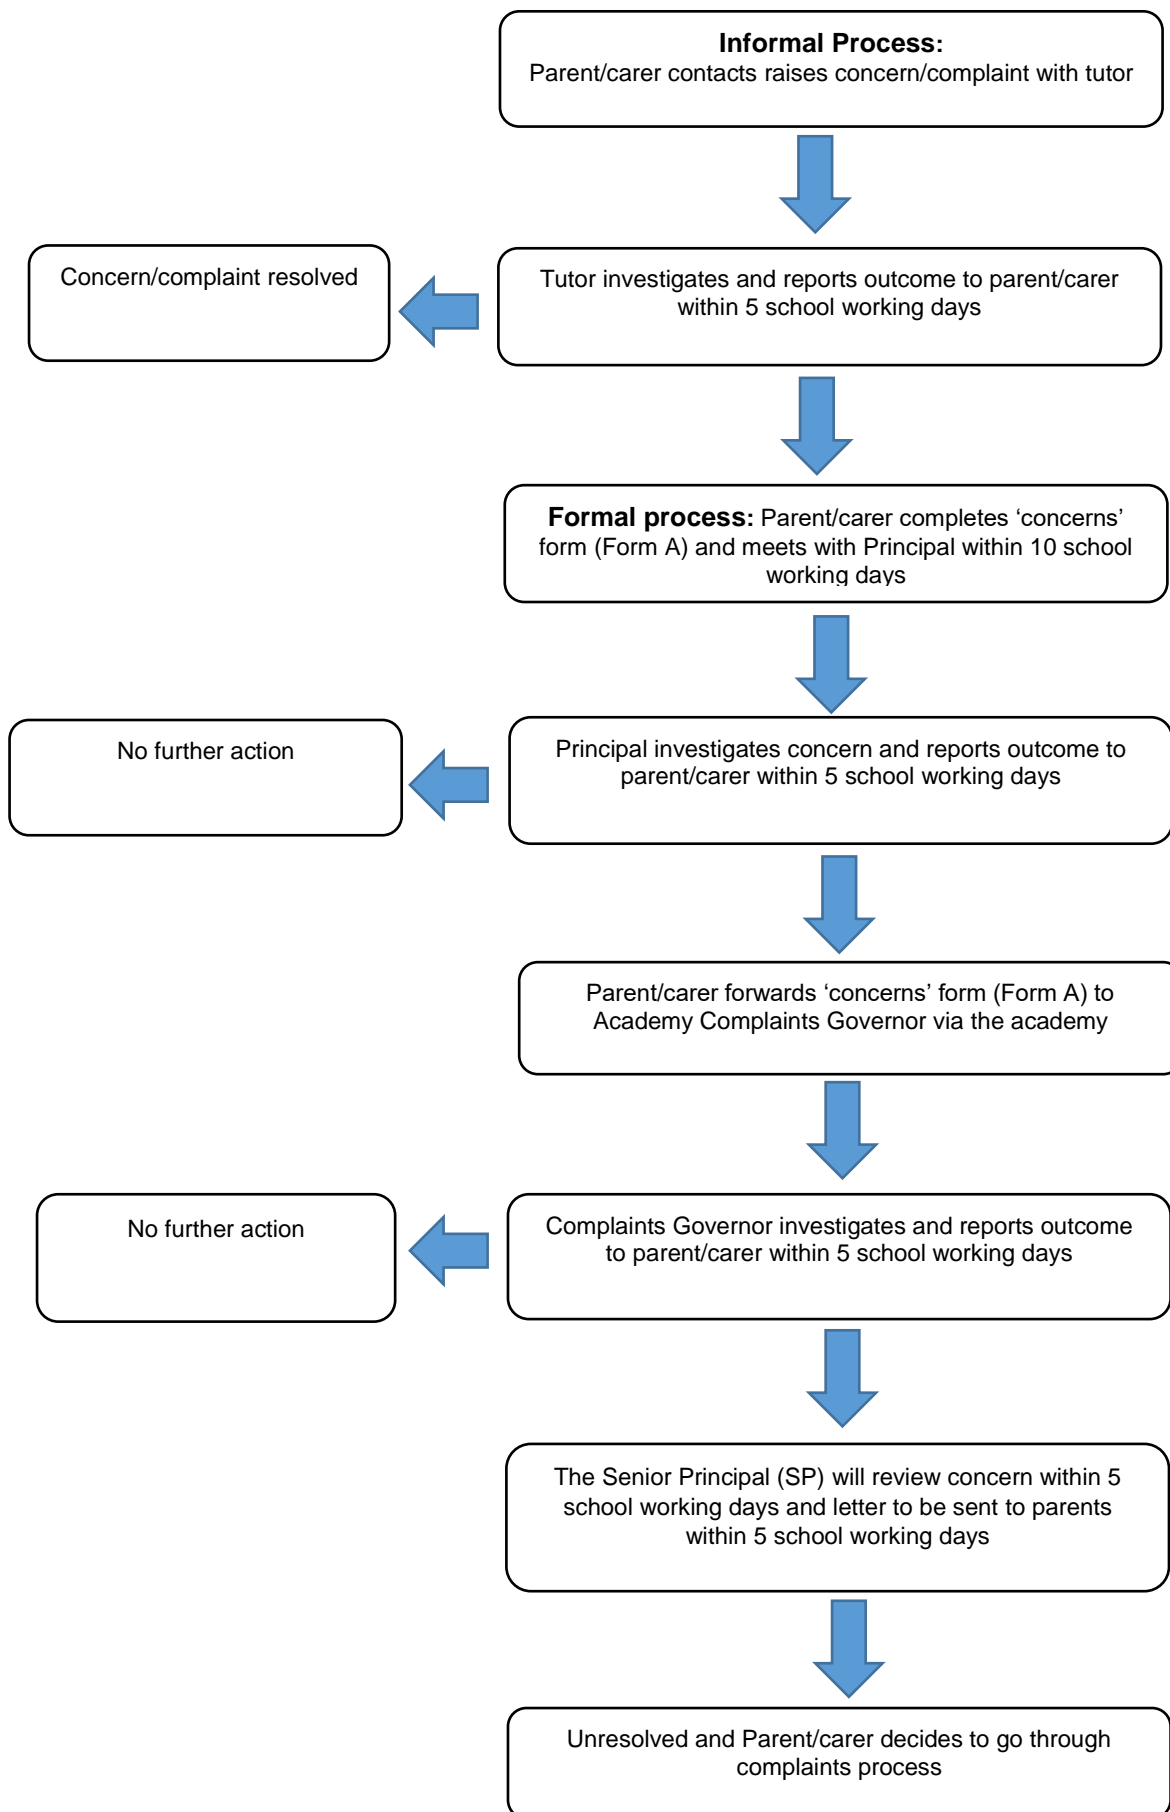 Informal Process:
Parent/carer contacts raises concern/complaint with tutor
Concern/complaint resolved
Tutor investigates and reports outcome to parent/carer
within 5 school working days
Formal process: Parent/carer completes ‘concerns’
form (Form A) and meets with Principal within 10 school
working days
No further action
Principal investigates concern and reports outcome to
parent/carer within 5 school working days
Parent/carer forwards ‘concerns’ form (Form A) to
Academy Complaints Governor via the academy
No further action
Complaints Governor investigates and reports outcome
to parent/carer within 5 school working days
The Senior Principal (SP) will review concern within 5
school working days and letter to be sent to parents
within 5 school working days
Unresolved and Parent/carer decides to go through
complaints process